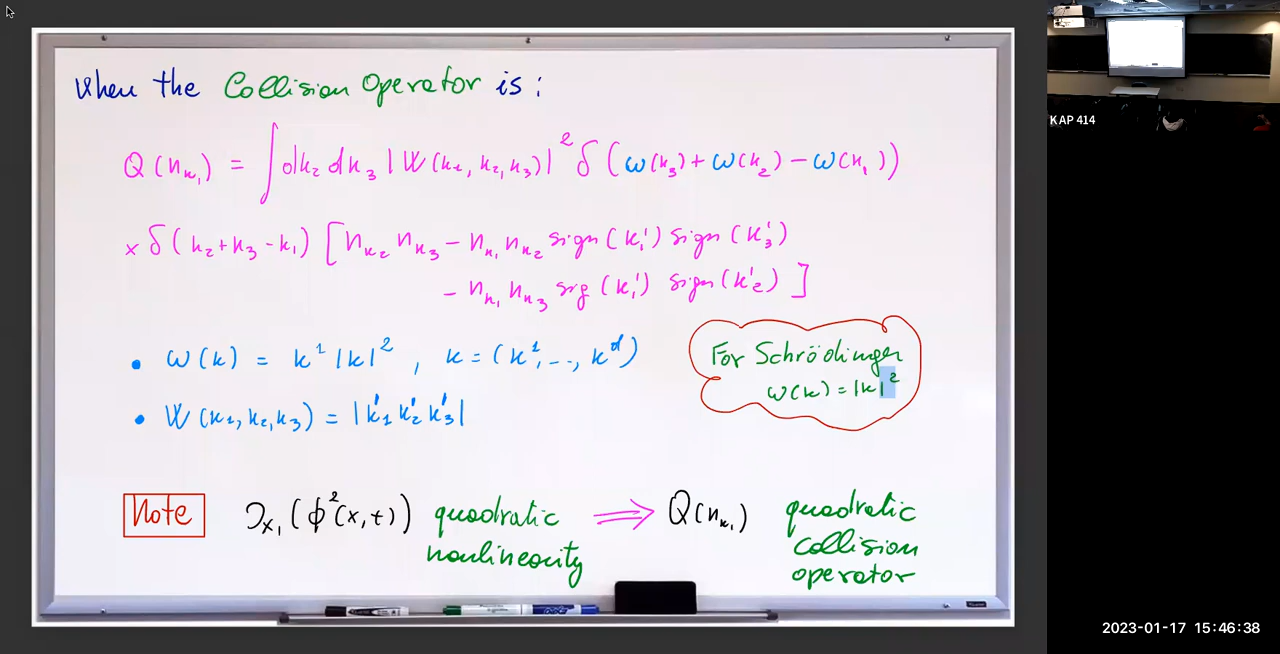 when the Collision Operator is:
Q(n_{k_1}) = ∫dk_2 dk_3 |W(k_1, k_2, k_3)|^2 δ(ω(k_3) + ω(k_2) - ω(k_1))
× δ(k_2 + k_3 - k_1) [n_{k_2} n_{k_3} - n_{k_1} n_{k_2} sign(k_1^1) sign(k_3^1)
- n_{k_1} n_{k_3} sig(k_1^1) sign(k_2^1)]
• ω(k) = k^1 |k|^2, k = (k^1, ..., k^d)
For Schrödinger
ω(k) = |k|^2
• W(k_1, k_2, k_3) = |k_1^1 k_2^1 k_3^1|
Note ∂_{x_1}(ϕ^2(x,t)) quadratic ⟹ Q(n_{k_1}) quadratic
nonlinearity collision
operator
KAP 414
2023-01-17 15:46:38